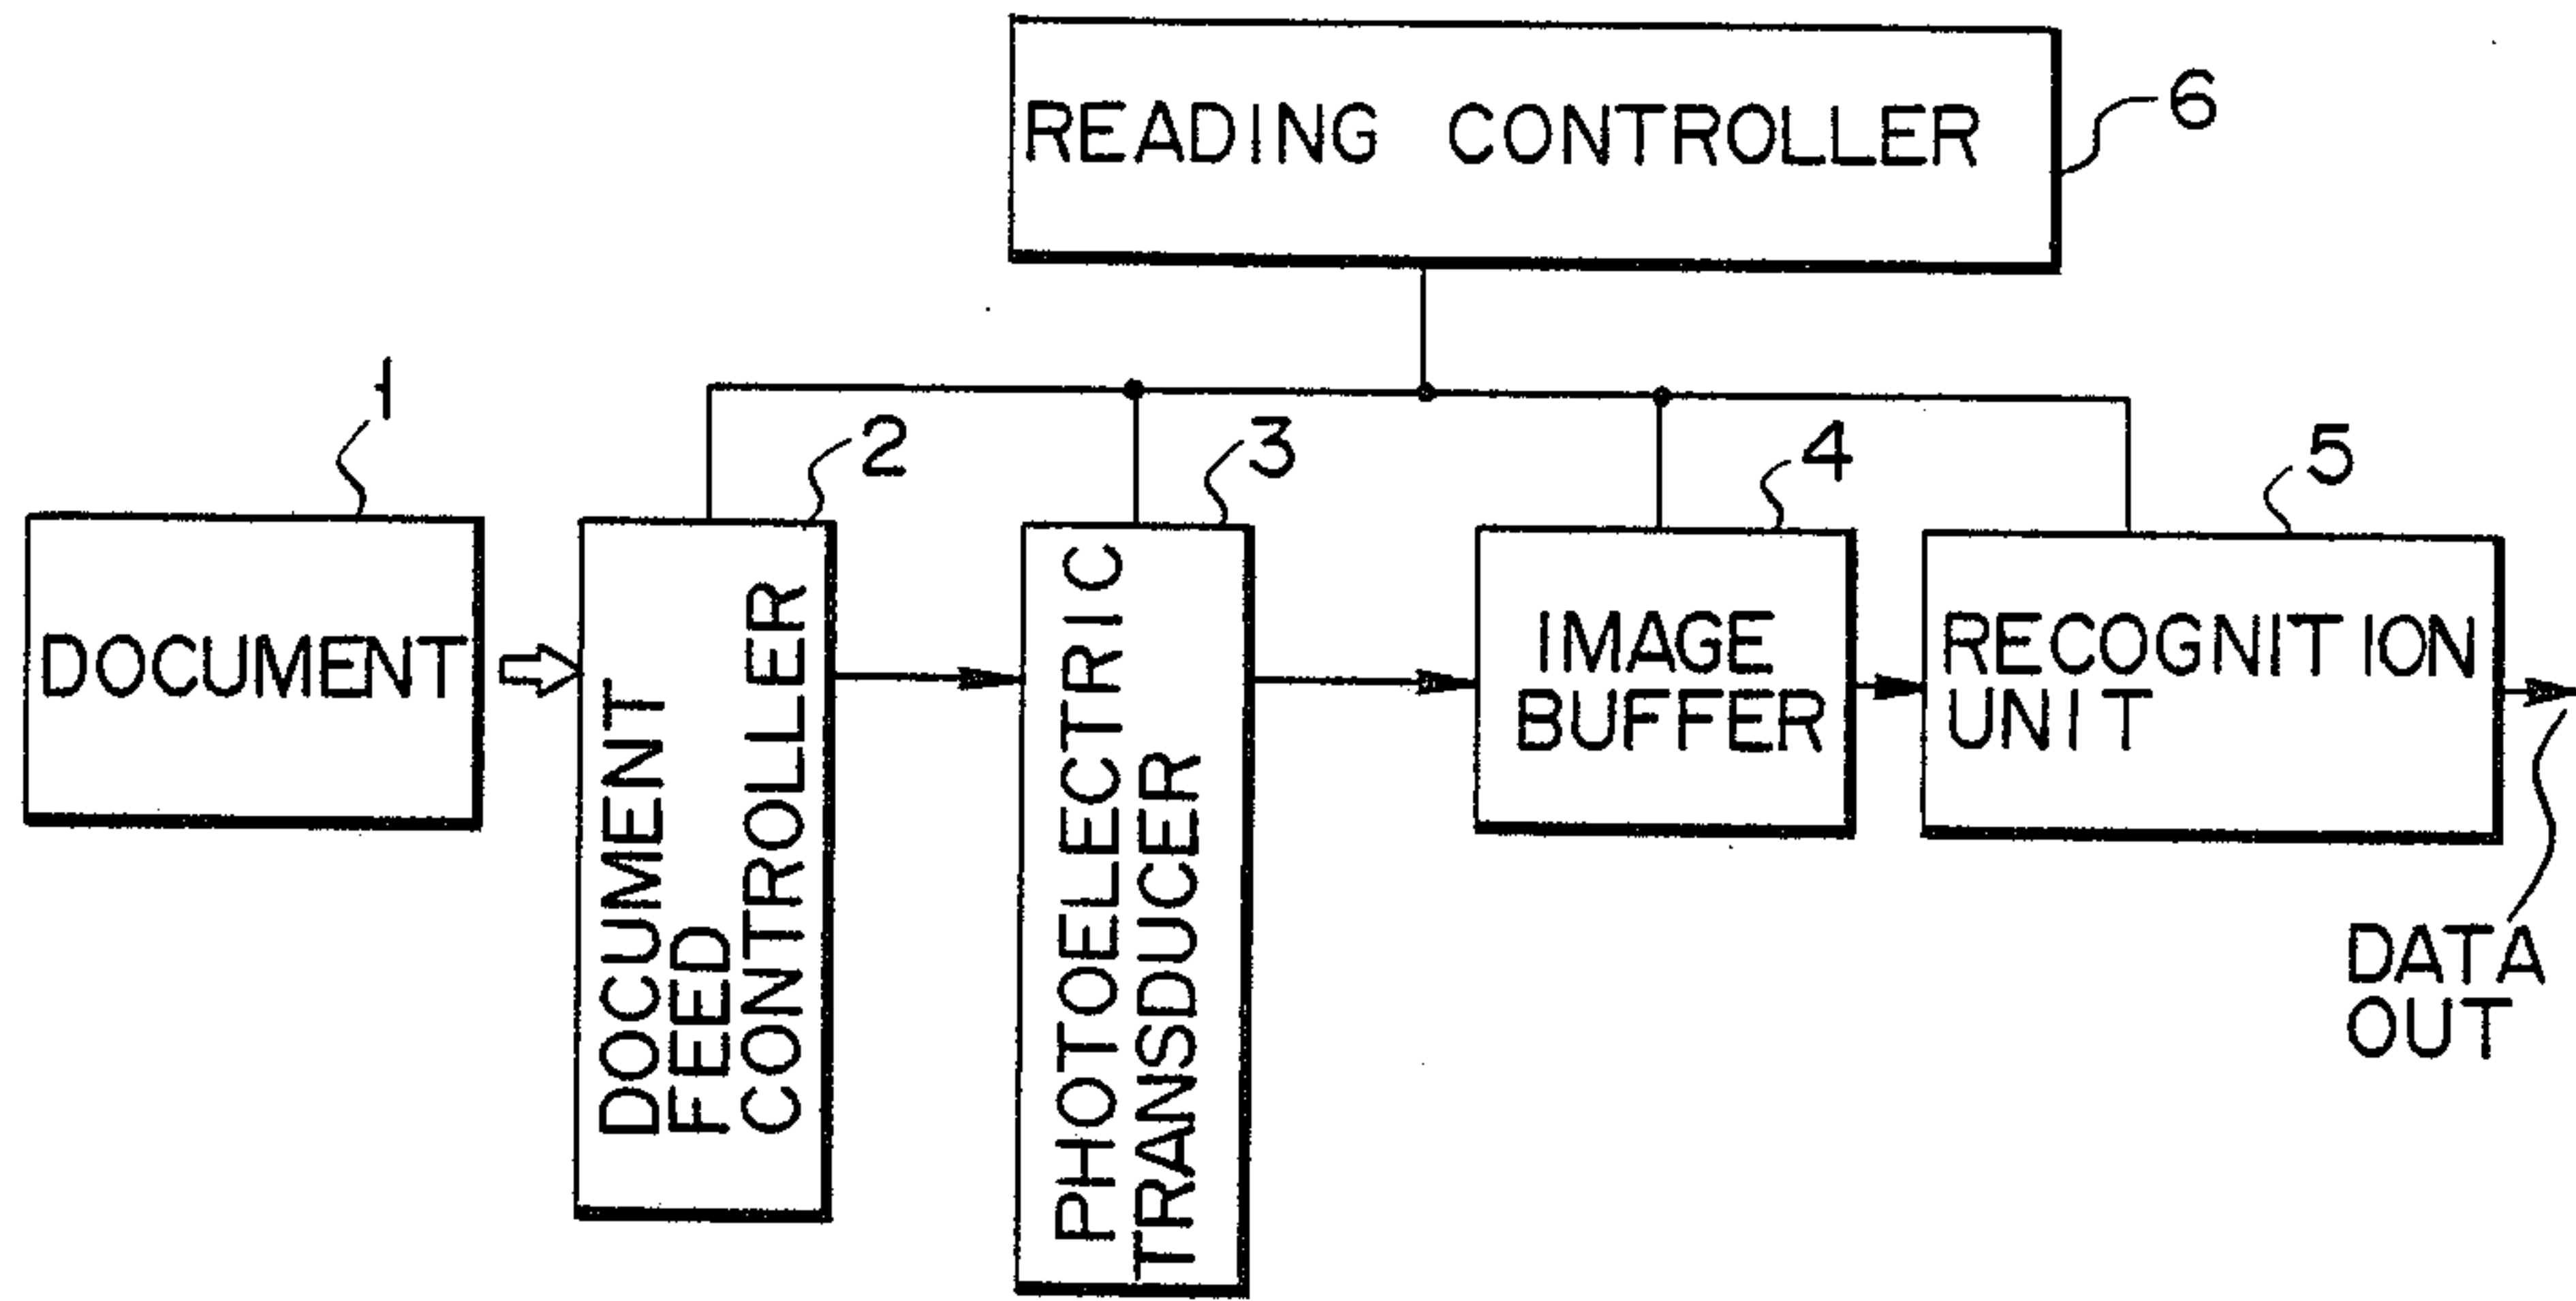 READING CONTROLLER
6
1
2
3
4
5
DOCUMENT
DOCUMENT
FEED
CONTROLLER
PHOTOELECTRIC
TRANSDUCER
IMAGE
BUFFER
RECOGNITION
UNIT
DATA
OUT